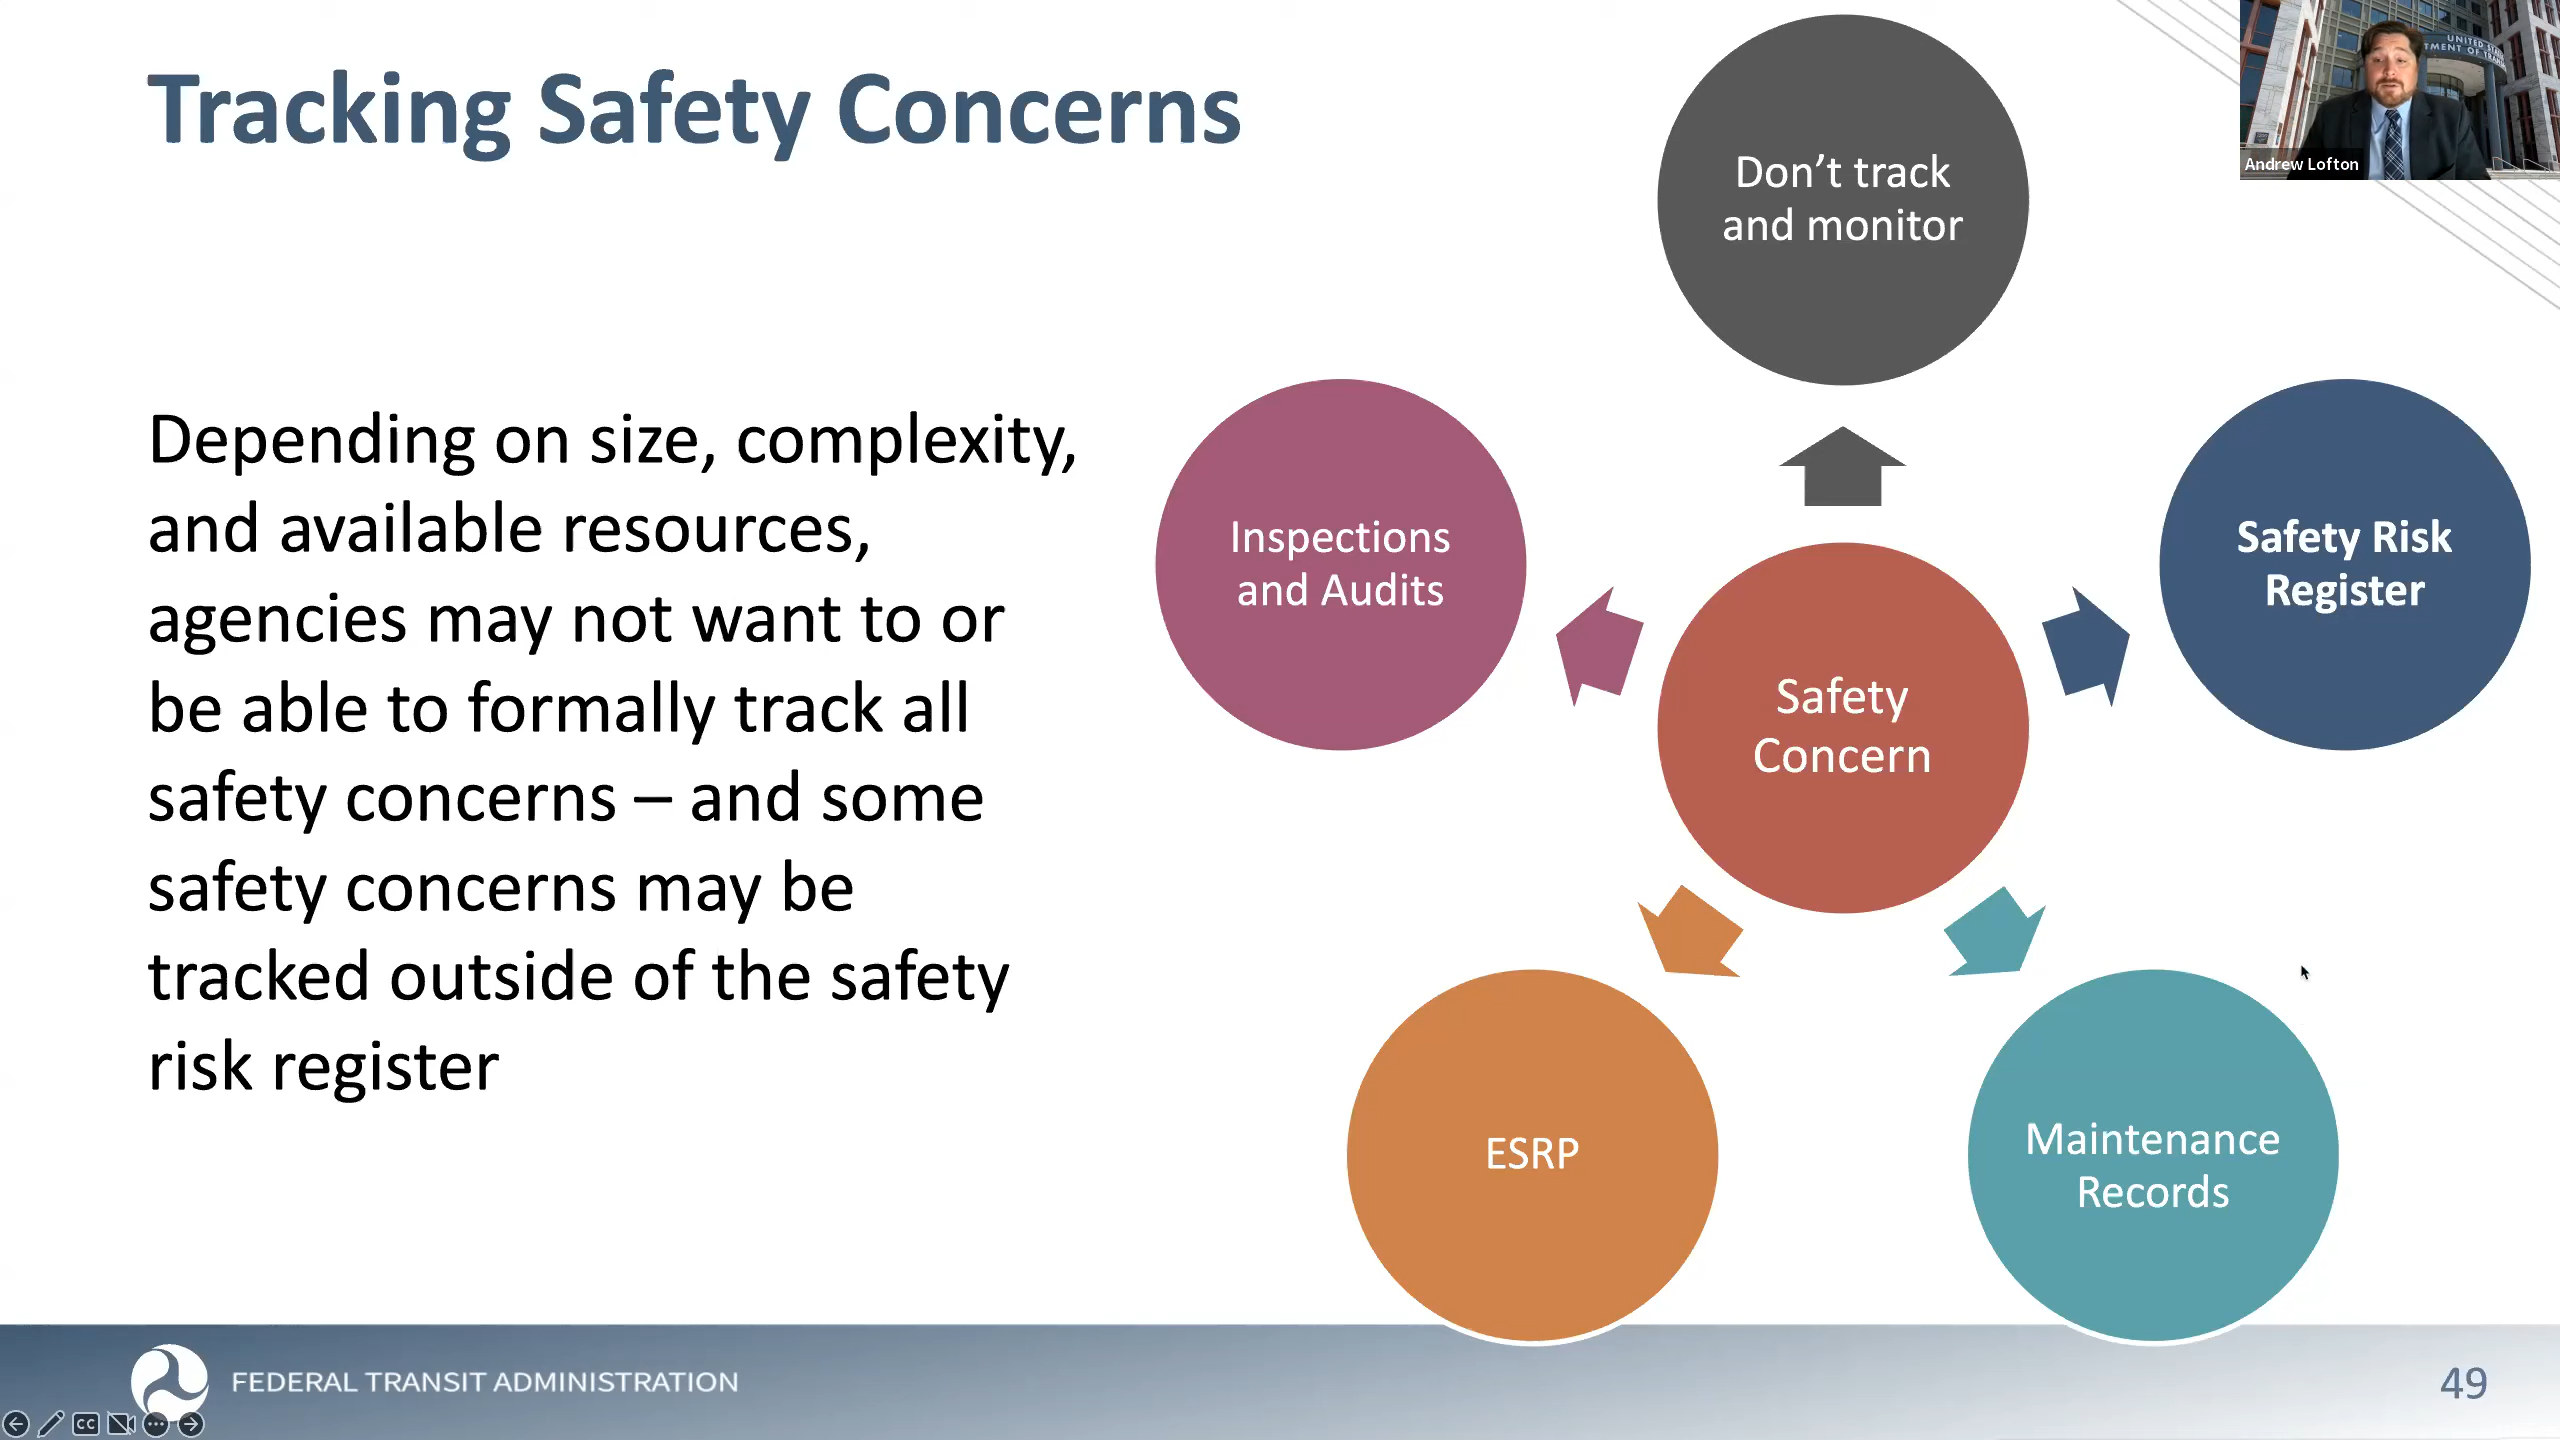 Tracking Safety Concerns
Depending on size, complexity,
and available resources,
agencies may not want to or
be able to formally track all
safety concerns – and some
safety concerns may be
tracked outside of the safety
risk register
Don’t track
and monitor
Inspections
and Audits
Safety Risk
Register
Safety
Concern
ESRP
Maintenance
Records
Andrew Lofton
FEDERAL TRANSIT ADMINISTRATION
49
CC